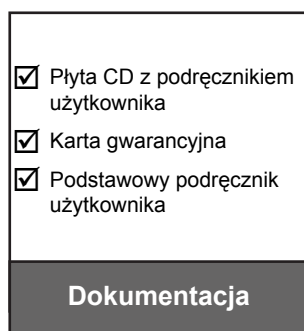 Płyta CD z podręcznikiem
użytkownika
Karta gwarancyjna
Podstawowy podręcznik
użytkownika
Dokumentacja